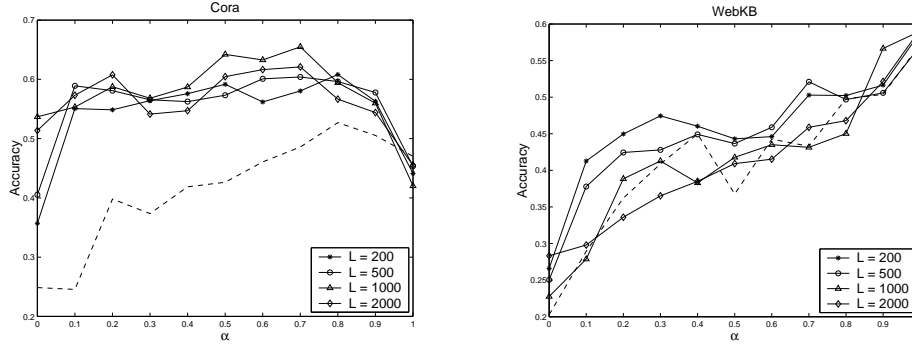 Cora
0.7
0.6
0.5
0.4
0.3
0.2
Accuracy
0 0.1 0.2 0.3 0.4 0.5 0.6 0.7 0.8 0.9 1
α
L = 200
L = 500
L = 1000
L = 2000
WebKB
0.6
0.55
0.5
0.45
0.4
0.35
0.3
0.25
0.2
Accuracy
0 0.1 0.2 0.3 0.4 0.5 0.6 0.7 0.8 0.9
α
L = 200
L = 500
L = 1000
L = 2000